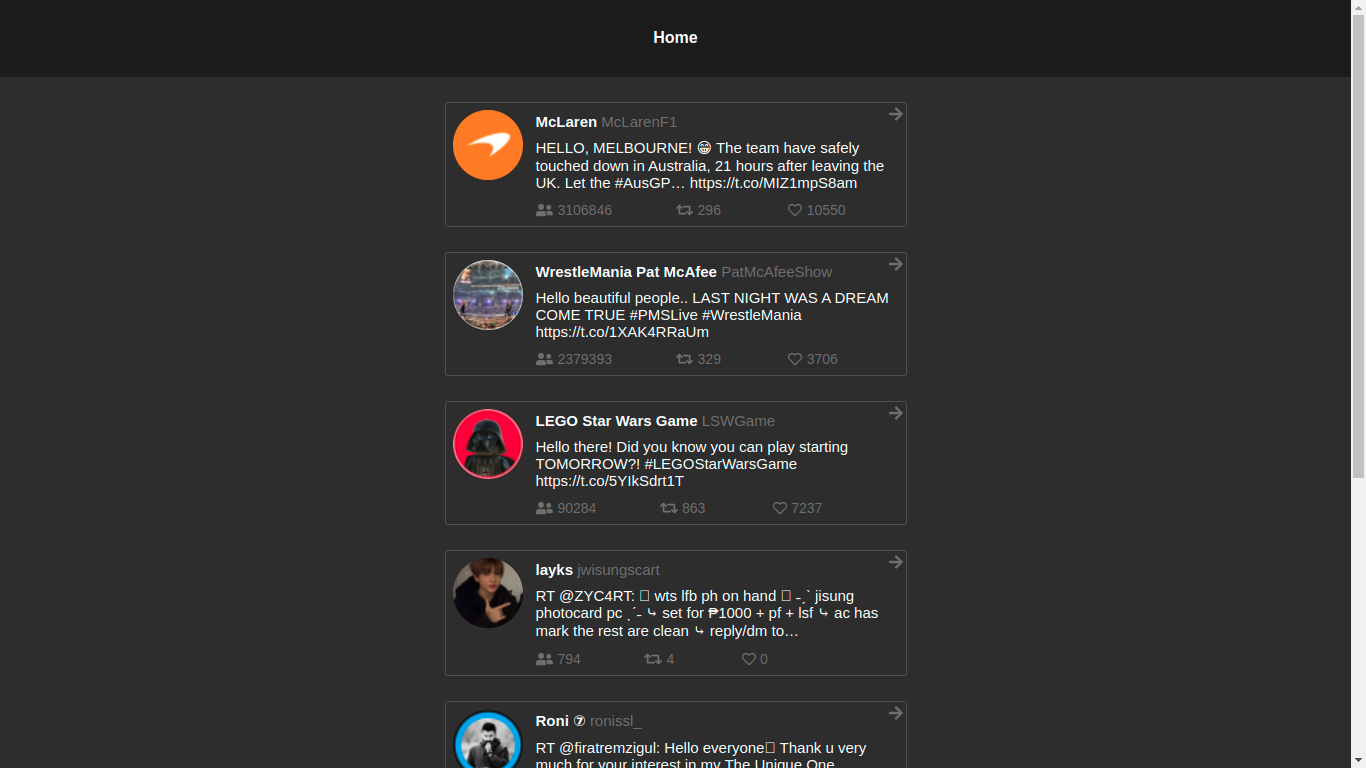 Home
McLaren McLarenF1
HELLO, MELBOURNE! 😁 The team have safely
touched down in Australia, 21 hours after leaving the
UK. Let the #AusGP… https://t.co/MIZ1mpS8am
3106846 296 10550
WrestleMania Pat McAfee PatMcAfeeShow
Hello beautiful people.. LAST NIGHT WAS A DREAM
COME TRUE #PMSLive #WrestleMania
https://t.co/1XAK4RRaUm
2379393 329 3706
LEGO Star Wars Game LSWGame
Hello there! Did you know you can play starting
TOMORROW?! #LEGOStarWarsGame
https://t.co/5YIkSdrt1T
90284 863 7237
layks jwisungscart
RT @ZYC4RT: wts lfb ph on hand ˗ˏˋ jisung
photocard pc ˎˊ˗ ⤷ set for ₱1000 + pf + lsf ⤷ ac has
mark the rest are clean ⤷ reply/dm to…
794 4 0
Roni ⑦ ronissl_
RT @firatremzigul: Hello everyone Thank u very
much for your interest in my The Unique One